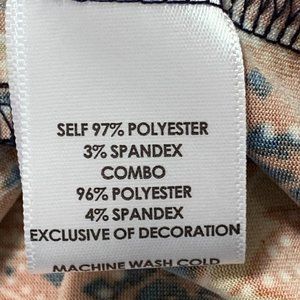 SELF 97% POLYESTER
3% SPANDEX
COMBO
96% POLYESTER
4% SPANDEX
EXCLUSIVE OF DECORATION
MACHINE WASH COLD